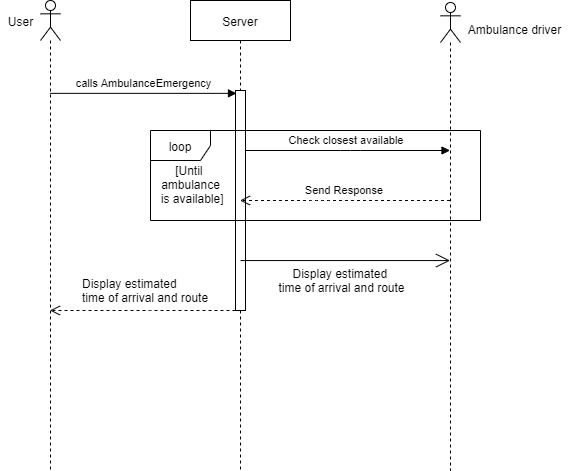 User
Server
Ambulance driver
calls AmbulanceEmergency
loop
Check closest available
[Until
ambulance
is available]
Send Response
Display estimated
time of arrival and route
Display estimated
time of arrival and route